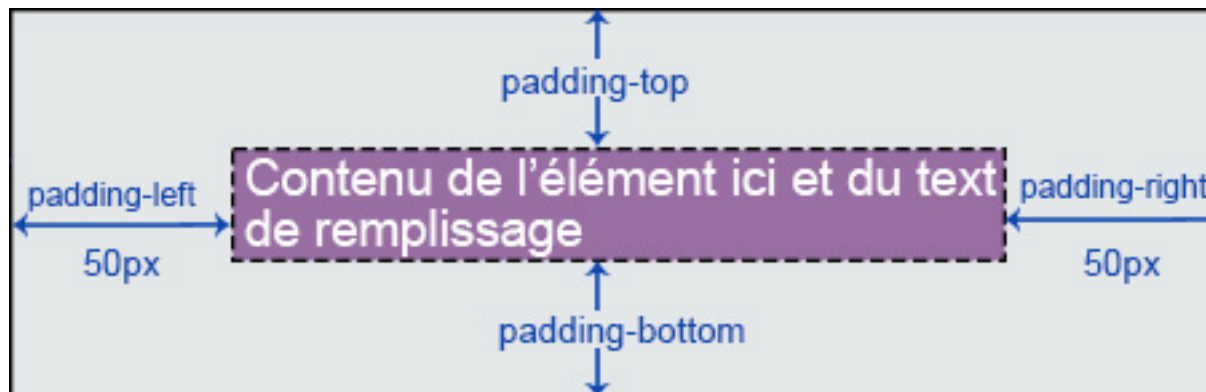 padding-top
Contenu de l’élément ici et du text
de remplissage
padding-left
50px
padding-right
50px
padding-bottom